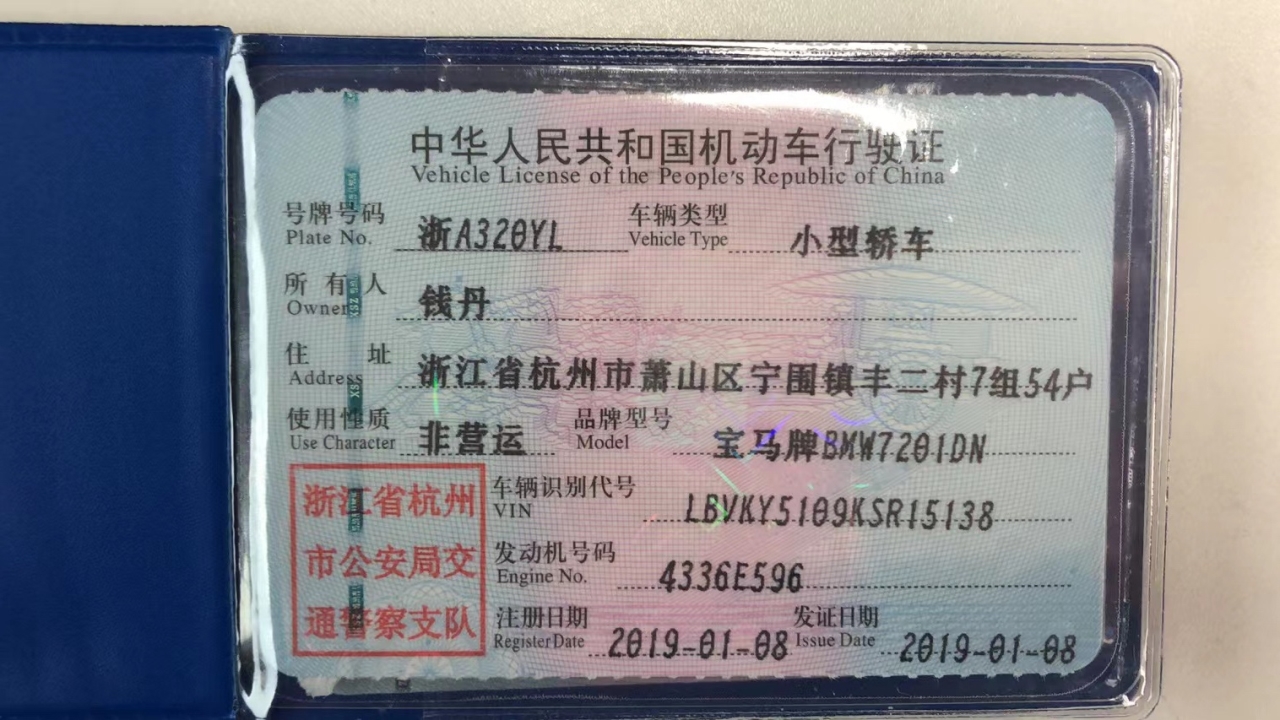 中华人民共和国机动车行驶证
Vehicle License of the People's Republic of China
号牌号码 浙A320YL 车辆类型 小型轿车
Plate No. Vehicle Type
所有人 钱丹
Owner
住址 浙江省杭州市萧山区宁围镇丰二村7组54户
Address
使用性质 非营运 品牌型号 宝马牌BMW7201DN
Use Character Model
浙江省杭州
市公安局交
通警察支队
车辆识别代号 LBVKY5109KSR15138
VIN
发动机号码 4336E596
Engine No.
注册日期 2019-01-08 发证日期 2019-01-08
Register Date Issue Date